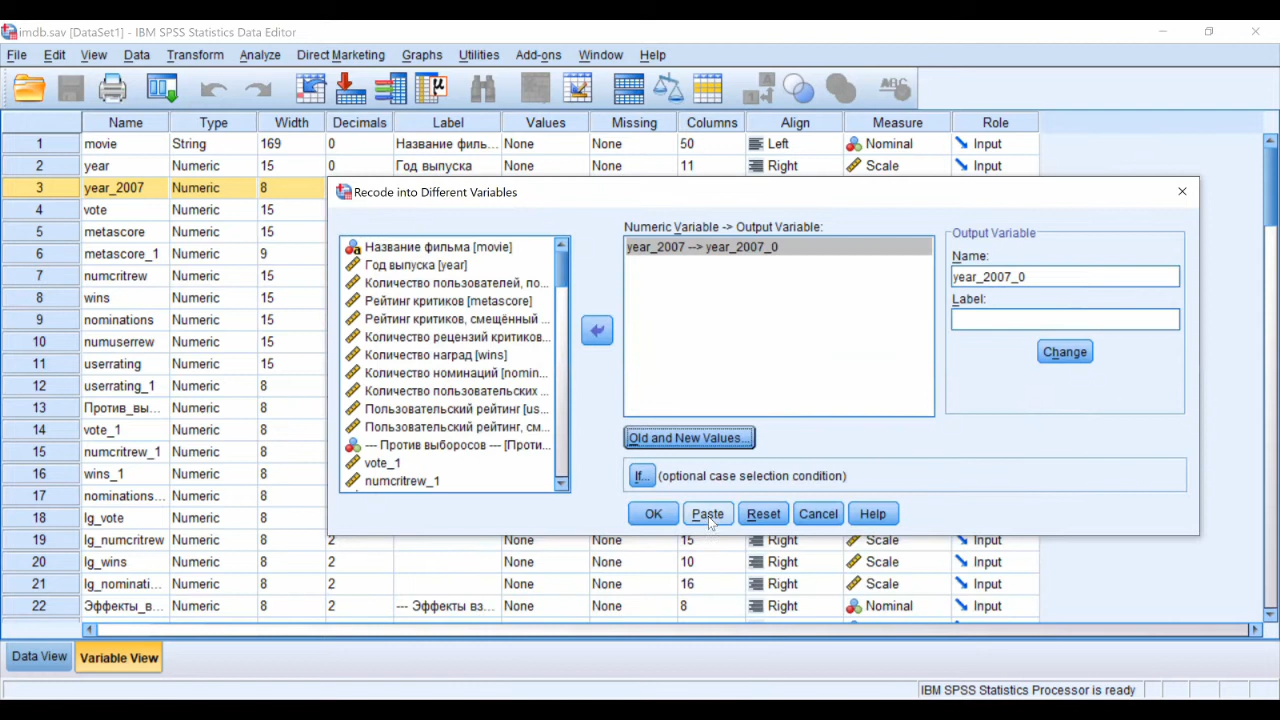 imdb.sav [DataSet1] - IBM SPSS Statistics Data Editor
File Edit View Data Transform Analyze Direct Marketing Graphs Utilities Add-ons Window Help
Name Type Width Decimals Label Values Missing Columns Align Measure Role
1 movie String 169 0 Название филь... None None 50 Left Nominal Input
2 year Numeric 15 0 Год выпуска None None 11 Right Scale Input
3 year_2007 Numeric 8
4 vote Numeric 15
5 metascore Numeric 15
6 metascore_1 Numeric 9
7 numcritrew Numeric 15
8 wins Numeric 15
9 nominations Numeric 15
10 numuserrew Numeric 15
11 userrating Numeric 15
12 userrating_1 Numeric 8
13 Против_вы... Numeric 8
14 vote_1 Numeric 8
15 numcritrew_1 Numeric 8
16 wins_1 Numeric 8
17 nominations... Numeric 8
18 lg_vote Numeric 8
19 lg_numcritrew Numeric 8 2 None None 15 Right Scale Input
20 lg_wins Numeric 8 2 None None 10 Right Scale Input
21 lg_nominati... Numeric 8 2 None None 16 Right Scale Input
22 Эффекты_в... Numeric 8 2 --- Эффекты вз... None None 8 Right Nominal Input
Recode into Different Variables
Название фильма [movie]
Год выпуска [year]
Количество пользователей, по...
Рейтинг критиков [metascore]
Рейтинг критиков, смещённый ...
Количество рецензий критиков...
Количество наград [wins]
Количество номинаций [nomin...
Количество пользовательских ...
Пользовательский рейтинг [us...
Пользовательский рейтинг, см...
--- Против выборосов --- [Проти...
vote_1
numcritrew_1
Numeric Variable -> Output Variable:
year_2007 --> year_2007_0
Output Variable
Name:
year_2007_0
Label:
Change
Old and New Values...
If... (optional case selection condition)
OK Paste Reset Cancel Help
Data View Variable View
IBM SPSS Statistics Processor is ready